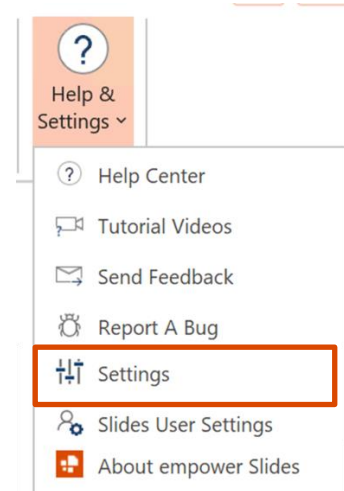 Help &
Settings
Help Center
Tutorial Videos
Send Feedback
Report A Bug
Settings
Slides User Settings
About empower Slides